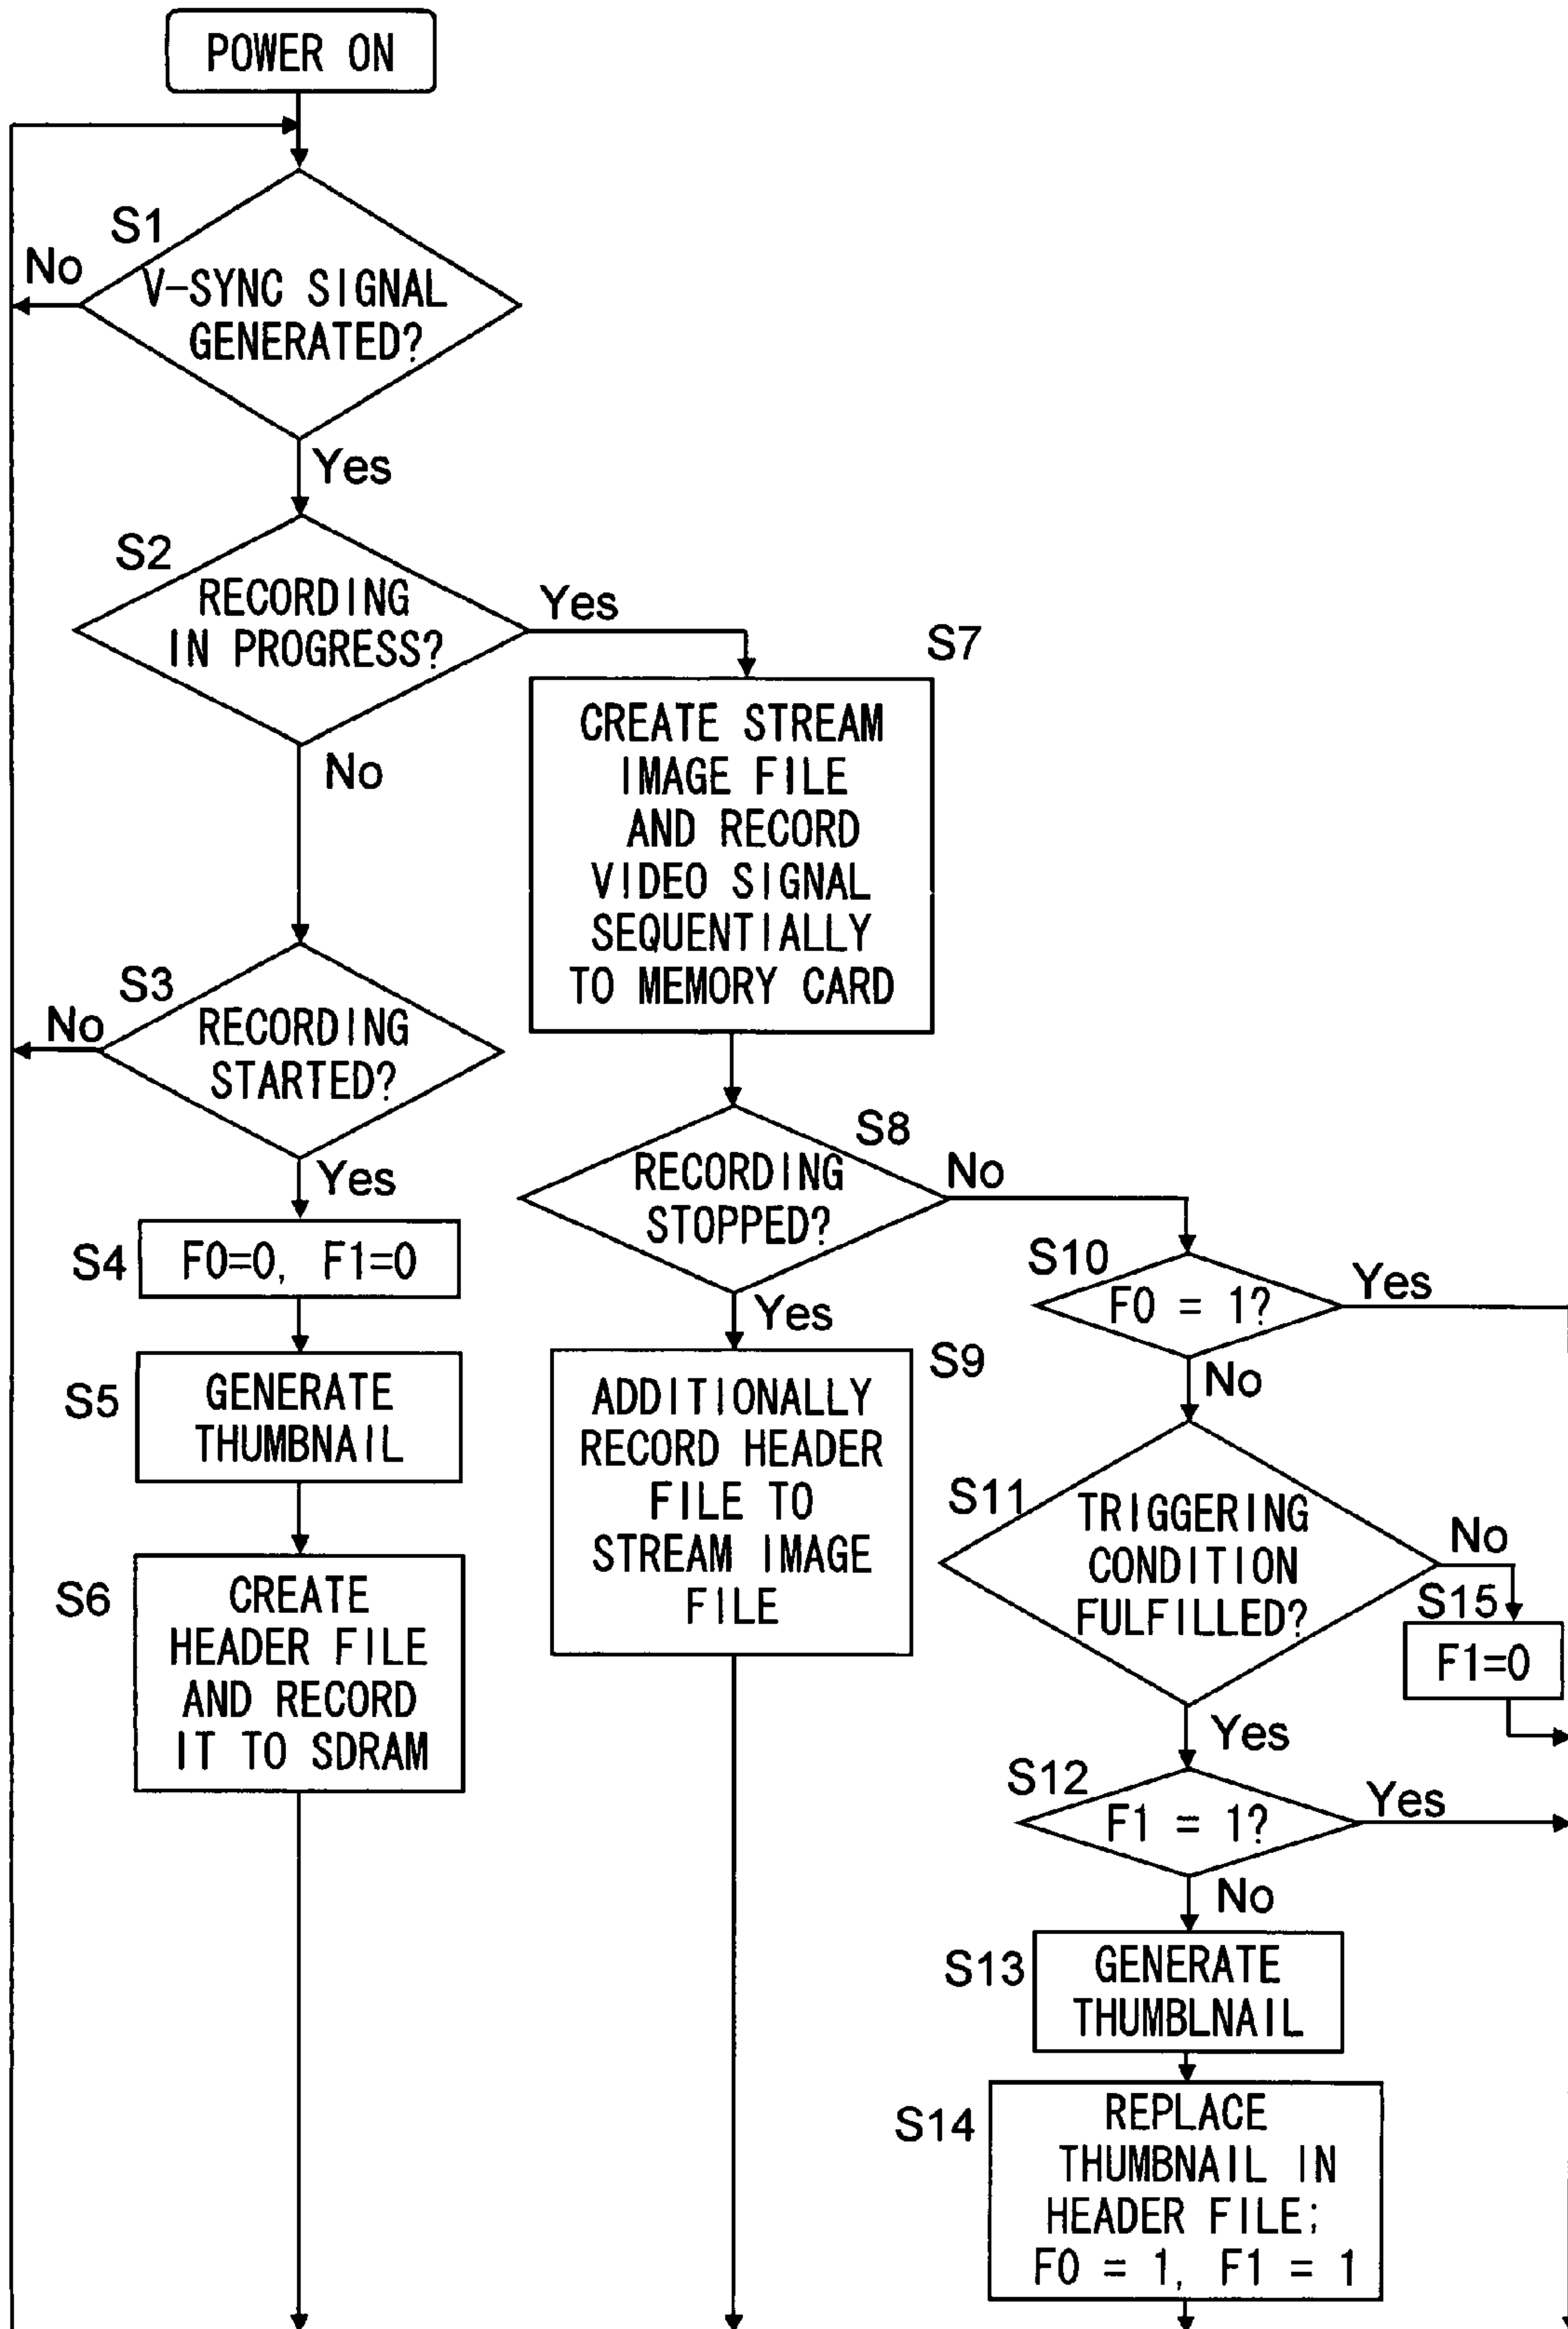 POWER ON
S1
No
V-SYNC SIGNAL
GENERATED?
Yes
S2
RECORDING
IN PROGRESS?
Yes
No
S3
No
RECORDING
STARTED?
Yes
S4
F0=0, F1=0
S5
GENERATE
THUMBNAIL
S6
CREATE
HEADER FILE
AND RECORD
IT TO SDRAM
S7
CREATE STREAM
IMAGE FILE
AND RECORD
VIDEO SIGNAL
SEQUENTIALLY
TO MEMORY CARD
S8
RECORDING
STOPPED?
No
Yes
S9
ADDITIONALLY
RECORD HEADER
FILE TO
STREAM IMAGE
FILE
S10
F0 = 1?
Yes
No
S11
TRIGGERING
CONDITION
FULFILLED?
No
S15
F1=0
Yes
S12
F1 = 1?
Yes
No
S13
GENERATE
THUMBLNAIL
S14
REPLACE
THUMBNAIL IN
HEADER FILE;
F0 = 1, F1 = 1